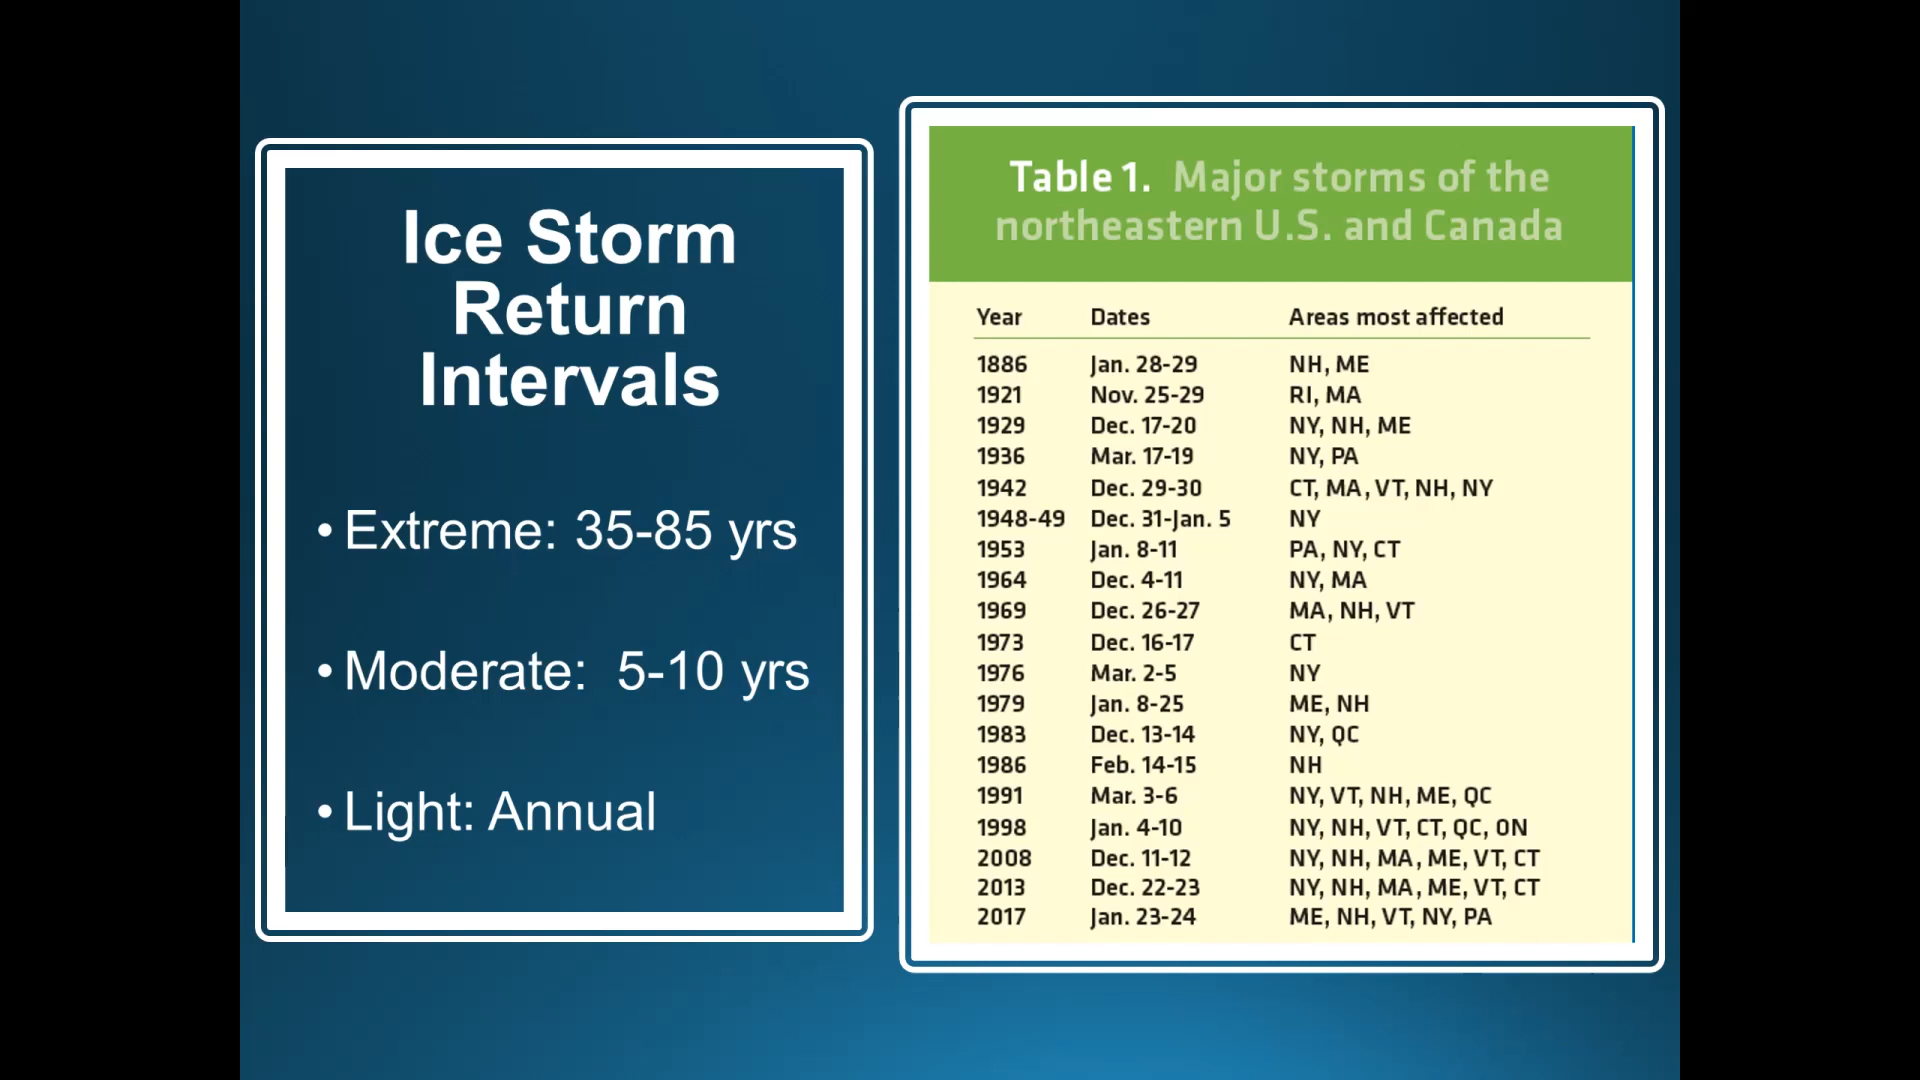 Ice Storm
Return
Intervals
• Extreme: 35-85 yrs
• Moderate:  5-10 yrs
• Light: Annual
Table 1. Major storms of the
northeastern U.S. and Canada
Year Dates Areas most affected
1886 Jan. 28-29 NH, ME
1921 Nov. 25-29 RI, MA
1929 Dec. 17-20 NY, NH, ME
1936 Mar. 17-19 NY, PA
1942 Dec. 29-30 CT, MA, VT, NH, NY
1948-49 Dec. 31-Jan. 5 NY
1953 Jan. 8-11 PA, NY, CT
1964 Dec. 4-11 NY, MA
1969 Dec. 26-27 MA, NH, VT
1973 Dec. 16-17 CT
1976 Mar. 2-5 NY
1979 Jan. 8-25 ME, NH
1983 Dec. 13-14 NY, QC
1986 Feb. 14-15 NH
1991 Mar. 3-6 NY, VT, NH, ME, QC
1998 Jan. 4-10 NY, NH, VT, CT, QC, ON
2008 Dec. 11-12 NY, NH, MA, ME, VT, CT
2013 Dec. 22-23 NY, NH, MA, ME, VT, CT
2017 Jan. 23-24 ME, NH, VT, NY, PA